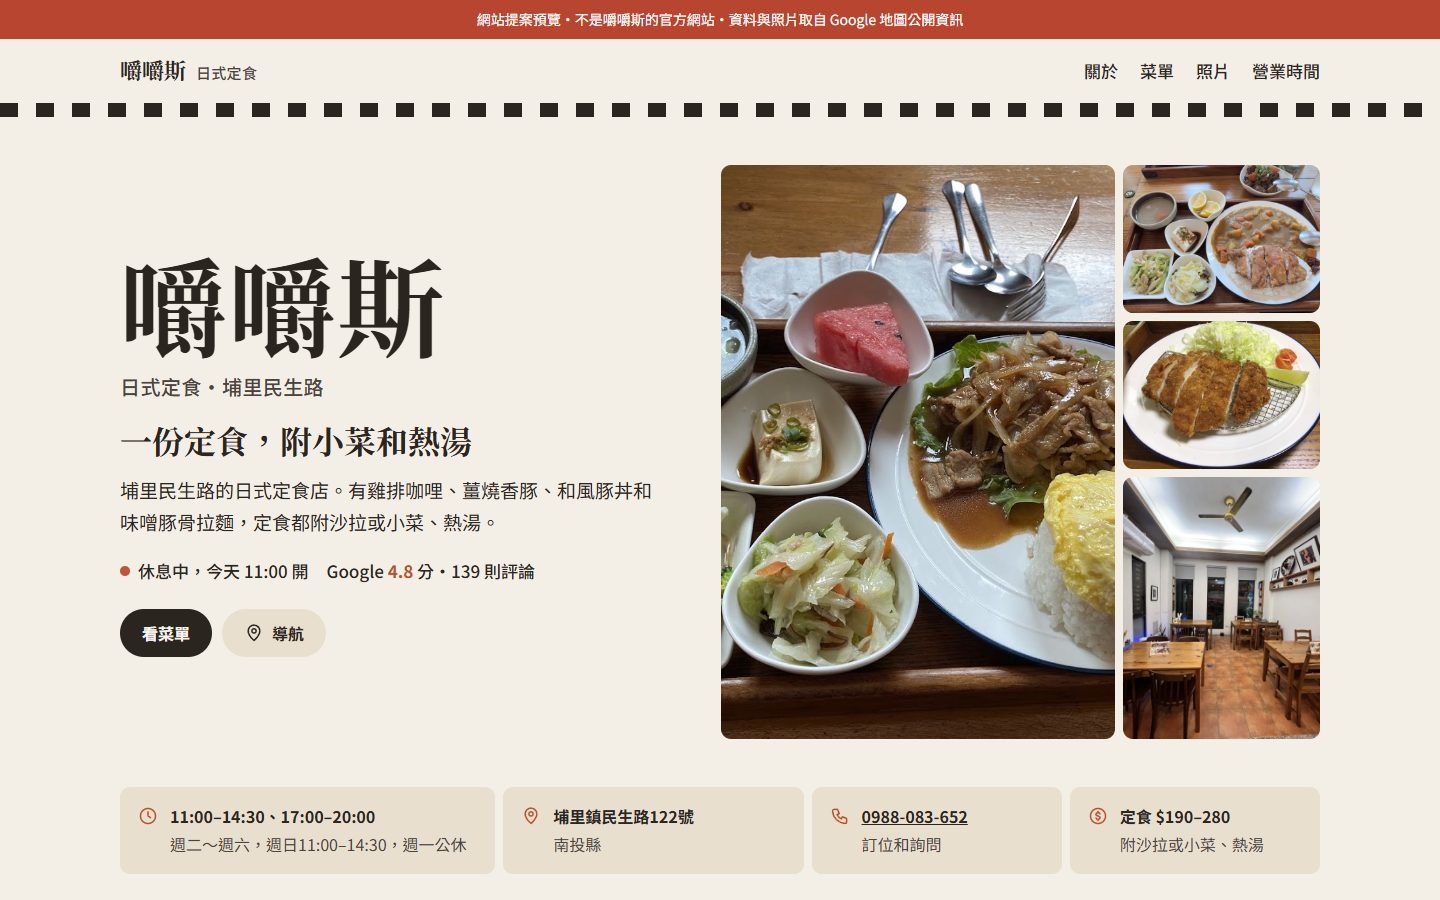 網站提案預覽・不是嚼嚼斯的官方網站・資料與照片取自 Google 地圖公開資訊
嚼嚼斯 日式定食
關於 菜單 照片 營業時間
嚼嚼斯
日式定食・埔里民生路
一份定食，附小菜和熱湯
埔里民生路的日式定食店。有雞排咖哩、薑燒香豚、和風豚丼和
味噌豚骨拉麵，定食都附沙拉或小菜、熱湯。
休息中，今天 11:00 開 Google 4.8 分・139 則評論
看菜單 導航
11:00–14:30、17:00–20:00
週二～週六，週日11:00–14:30，週一公休
埔里鎮民生路122號
南投縣
0988-083-652
訂位和詢問
定食 $190–280
附沙拉或小菜、熱湯